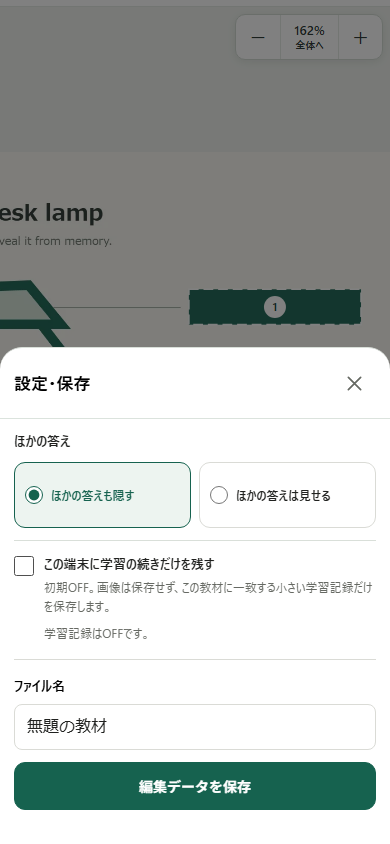 162%
全体へ
esk lamp
veal it from memory.
1
設定・保存
ほかの答え
ほかの答えも隠す
ほかの答えは見せる
この端末に学習の続きだけを残す
初期OFF。画像は保存せず、この教材に一致する小さい学習記録だけ
を保存します。
学習記録はOFFです。
ファイル名
無題の教材
編集データを保存